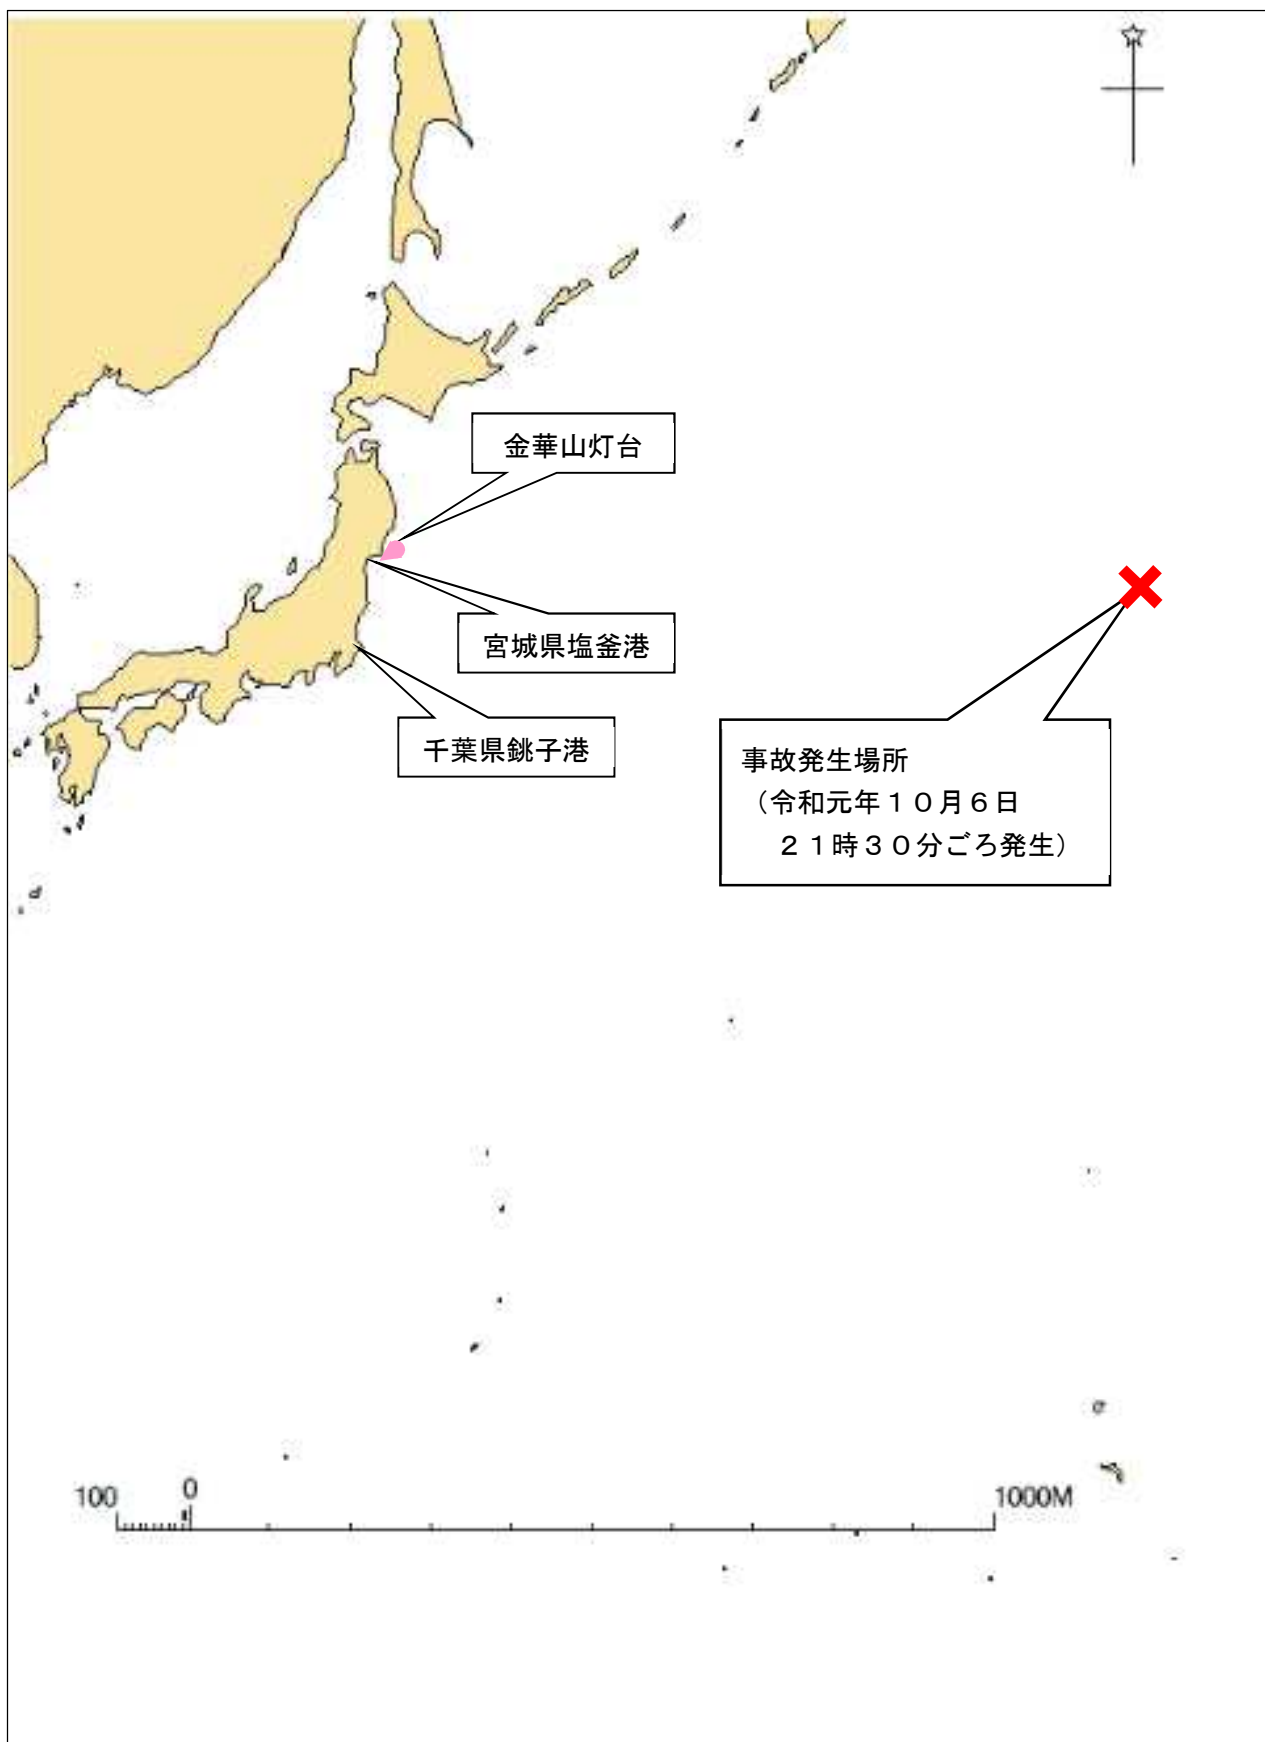 金華山灯台
宮城県塩釜港
千葉県銚子港
事故発生場所
（令和元年１０月６日
２１時３０分ごろ発生）
100 0 1000M